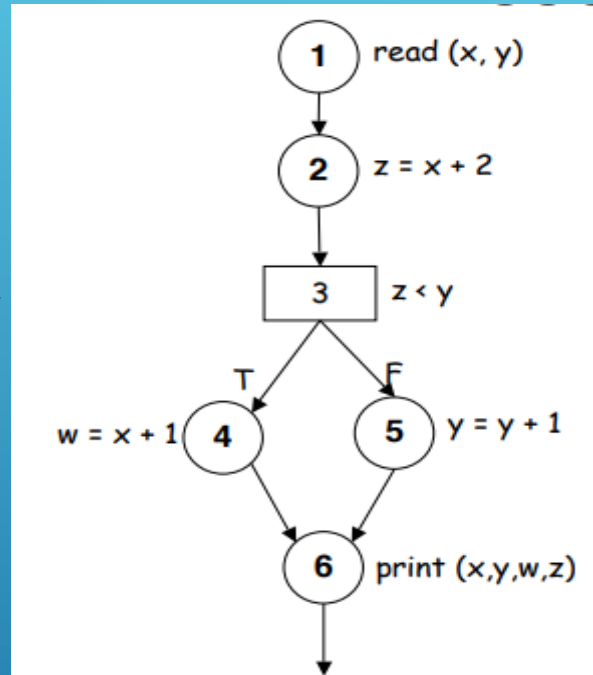 1 read (x, y)
2 z = x + 2
3 z < y
T F
w = x + 1 4 5 y = y + 1
6 print (x,y,w,z)